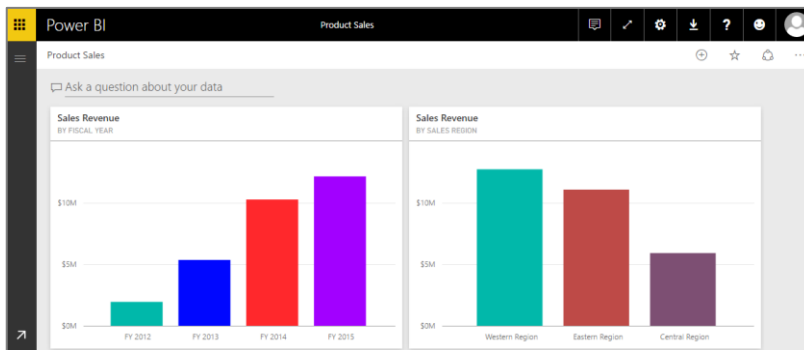 Power BI
Product Sales
Product Sales
Ask a question about your data
Sales Revenue
BY FISCAL YEAR
$10M
$5M
$0M
FY 2012
FY 2013
FY 2014
FY 2015
Sales Revenue
BY SALES REGION
$10M
$5M
$0M
Western Region
Eastern Region
Central Region